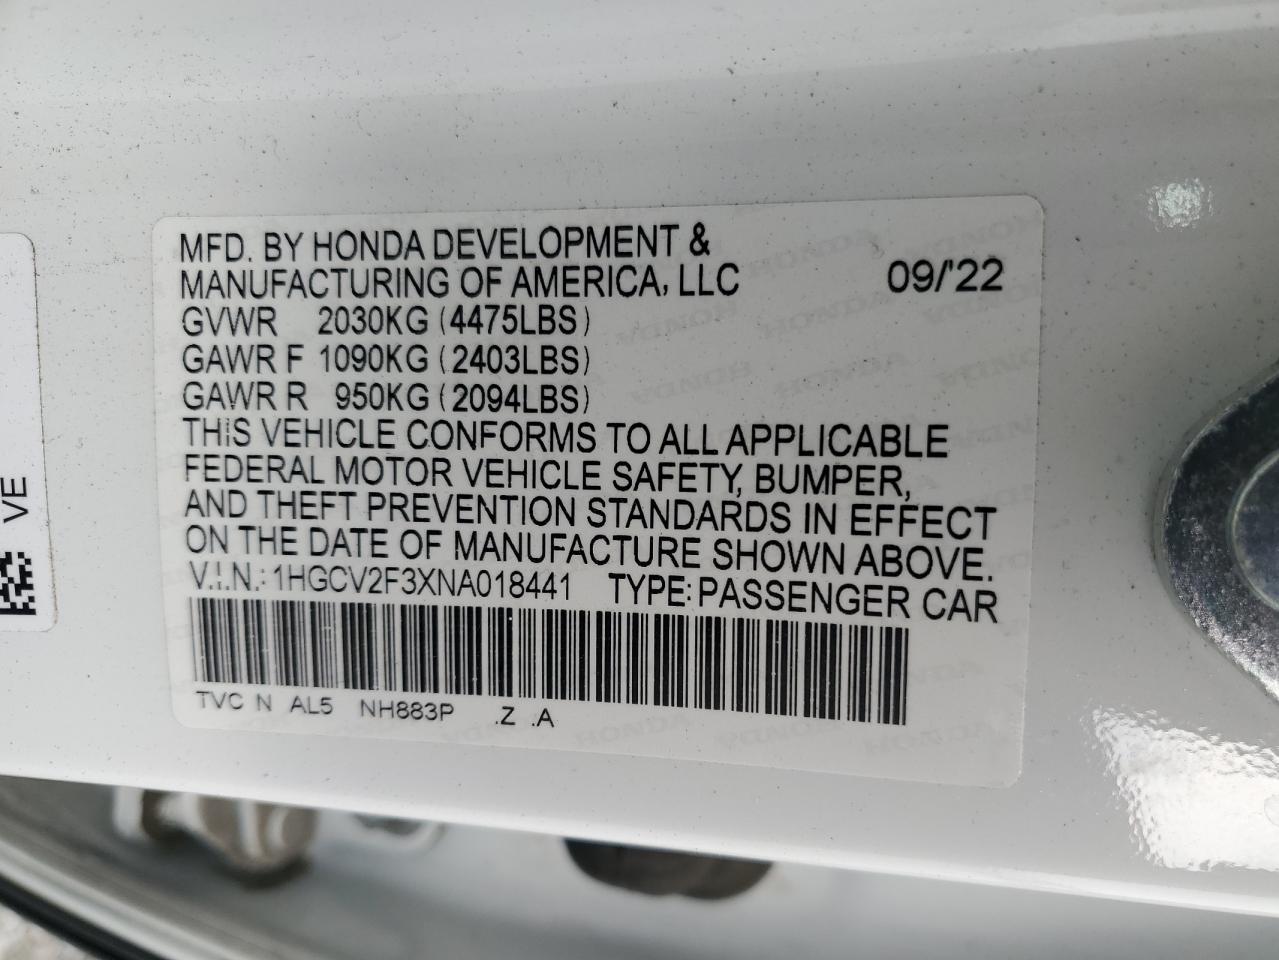 MFD. BY HONDA DEVELOPMENT &
MANUFACTURING OF AMERICA, LLC 09/'22
GVWR 2030KG (4475LBS)
GAWR F 1090KG (2403LBS)
GAWR R 950KG (2094LBS)
THIS VEHICLE CONFORMS TO ALL APPLICABLE
FEDERAL MOTOR VEHICLE SAFETY, BUMPER,
AND THEFT PREVENTION STANDARDS IN EFFECT
ON THE DATE OF MANUFACTURE SHOWN ABOVE.
V.I.N.: 1HGCV2F3XNA018441 TYPE: PASSENGER CAR
TVC N AL5 NH883P .Z .A
VE